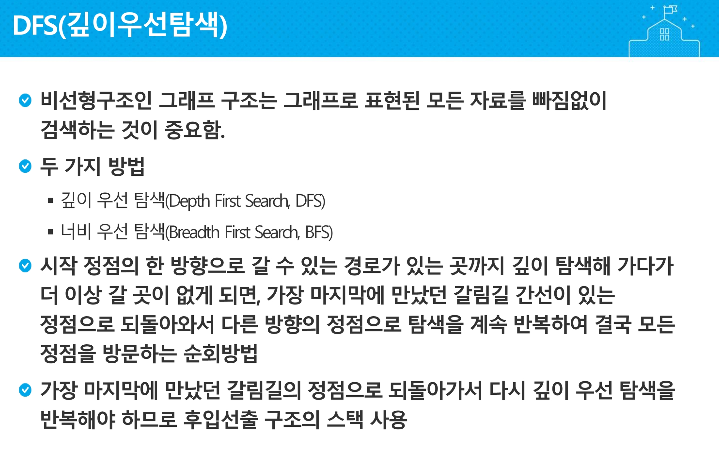 DFS(깊이우선탐색)
비선형구조인 그래프 구조는 그래프로 표현된 모든 자료를 빠짐없이
검색하는 것이 중요함.
두 가지 방법
깊이 우선 탐색(Depth First Search, DFS)
너비 우선 탐색(Breadth First Search, BFS)
시작 정점의 한 방향으로 갈 수 있는 경로가 있는 곳까지 깊이 탐색해 가다가
더 이상 갈 곳이 없게 되면, 가장 마지막에 만났던 갈림길 간선이 있는
정점으로 되돌아와서 다른 방향의 정점으로 탐색을 계속 반복하여 결국 모든
정점을 방문하는 순회방법
가장 마지막에 만났던 갈림길의 정점으로 되돌아가서 다시 깊이 우선 탐색을
반복해야 하므로 후입선출 구조의 스택 사용